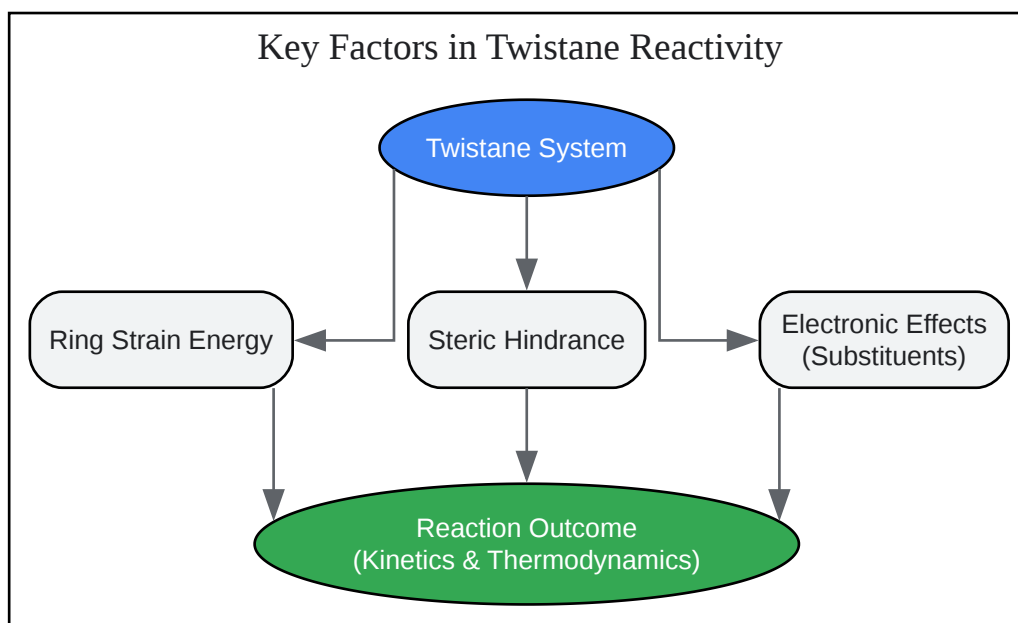 Key Factors in Twistane Reactivity
Twistane System
Ring Strain Energy
Steric Hindrance
Electronic Effects
(Substituents)
Reaction Outcome
(Kinetics & Thermodynamics)